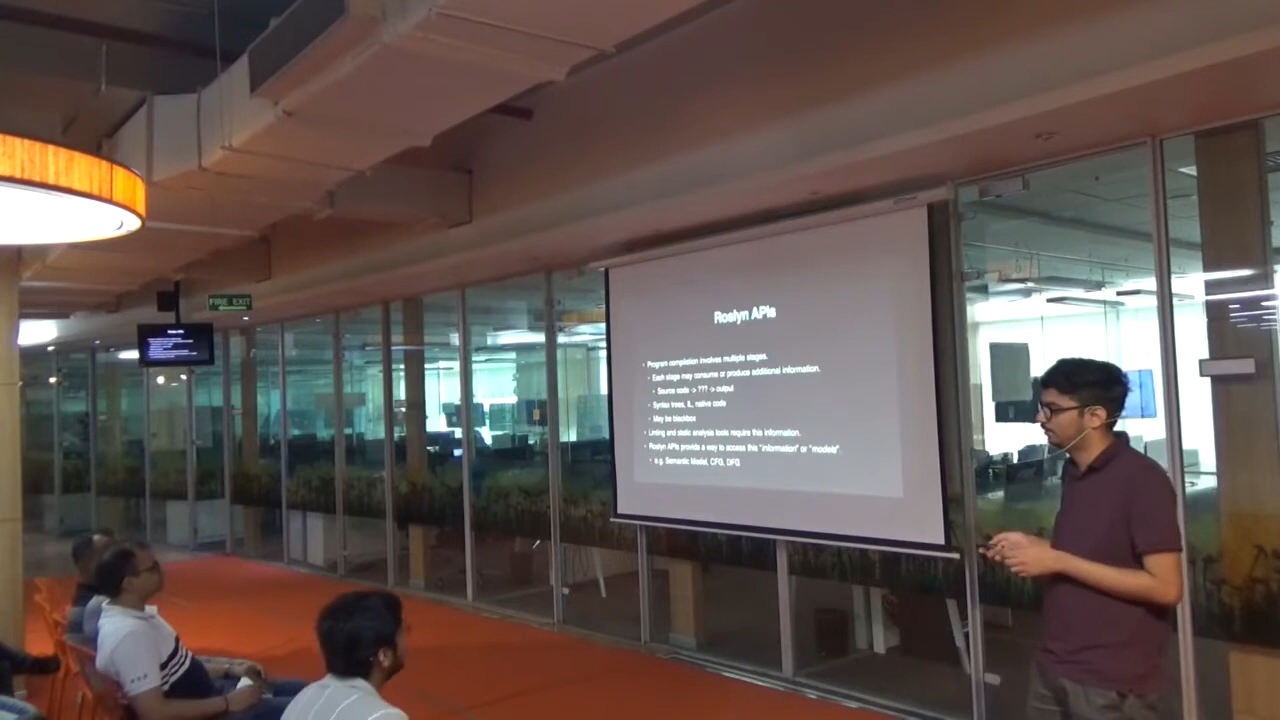 FIRE EXIT
Roslyn APIs
Roslyn APIs
Program compilation involves multiple stages.
Each stage may consume or produce additional information.
Source code -> ??? -> output
Syntax trees, IL, native code
May be blackbox
Linting and static analysis tools require this information.
Roslyn APIs provide a way to access this "information" or "models".
e.g. Semantic Model, CFG, DFG